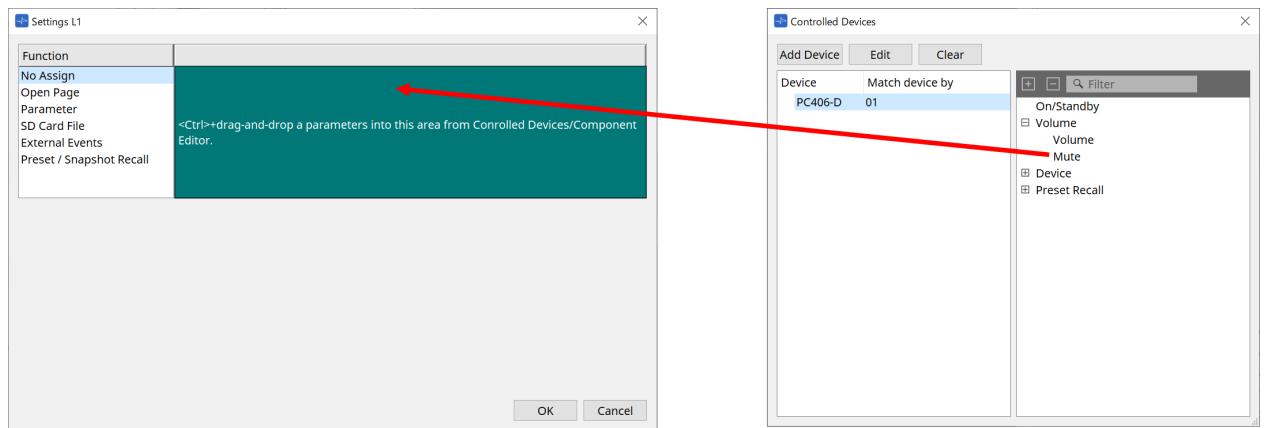 Settings L1
Function
No Assign
Open Page
Parameter
SD Card File
External Events
Preset / Snapshot Recall
<Ctrl>+drag-and-drop a parameters into this area from Conrolled Devices/Component
Editor.
OK Cancel
Controlled Devices
Add Device Edit Clear
Device Match device by
PC406-D 01
Filter
On/Standby
Volume
Volume
Mute
Device
Preset Recall